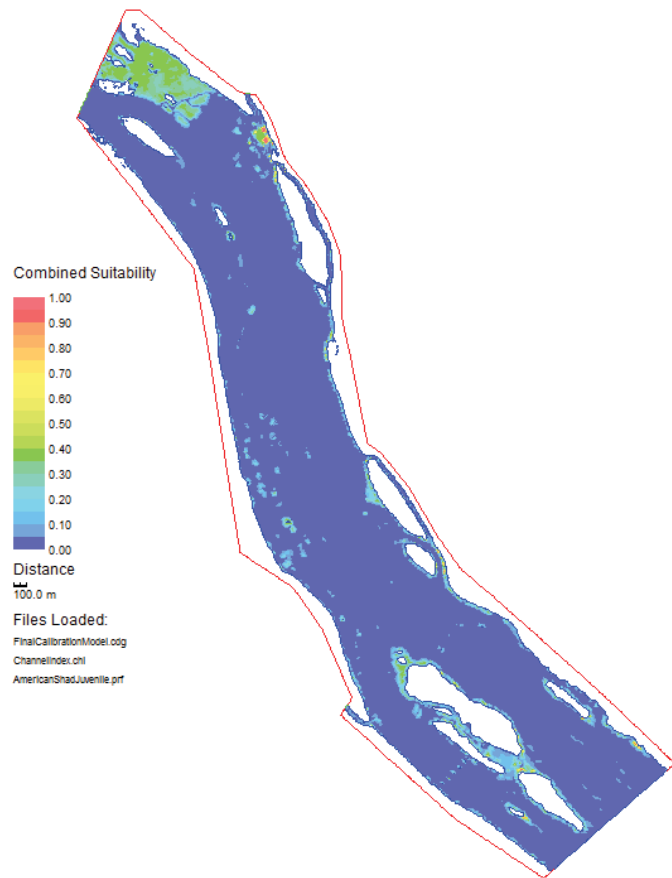 Combined Suitability
1.00
0.90
0.80
0.70
0.60
0.50
0.40
0.30
0.20
0.10
0.00
Distance
100.0 m
Files Loaded:
FinalCalibrationModel.cdg
ChannelIndex.chi
AmericanShadJuvenile.prf